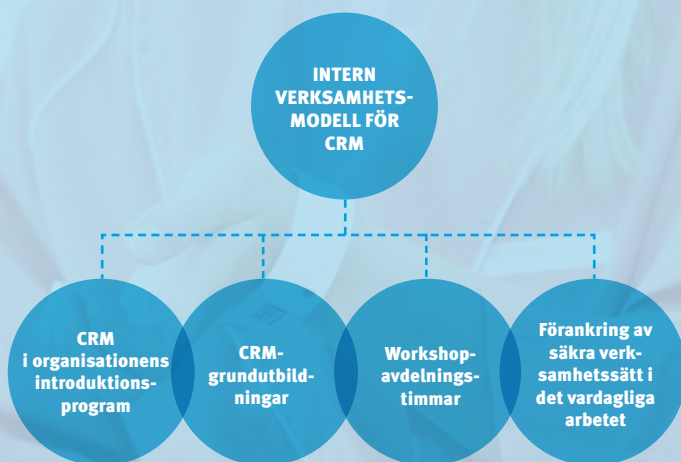 INTERN
VERKSAMHETS-
MODELL FÖR
CRM
CRM
i organisationens
introduktions-
program
CRM-
grundutbild-
ningar
Workshop-
avdelnings-
timmar
Förankring av
säkra verk-
samhetssätt i
det vardagliga
arbetet